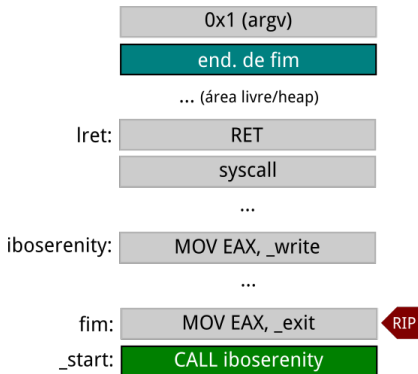 0x1 (argv)
end. de fim
... (área livre/heap)
lret: RET
syscall
...
iboserenity: MOV EAX, _write
...
fim: MOV EAX, _exit RIP
_start: CALL iboserenity